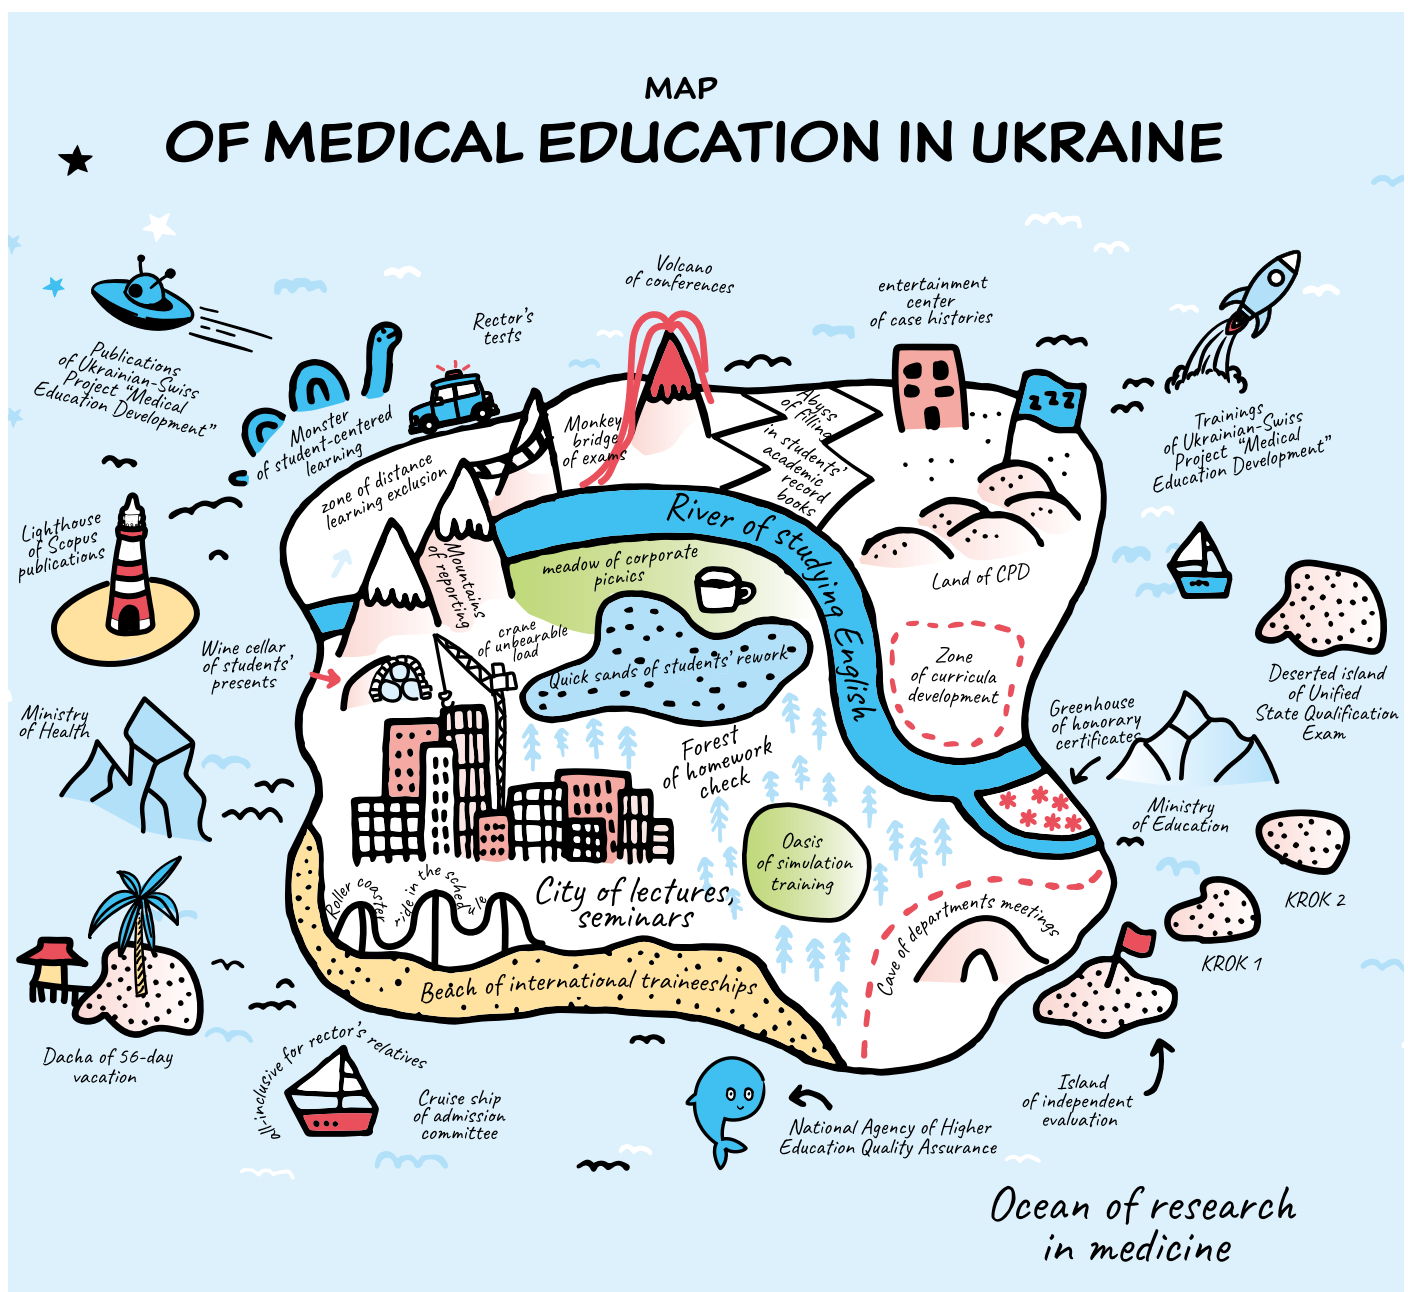 MAP
OF MEDICAL EDUCATION IN UKRAINE
Volcano
of conferences
entertainment
center
of case histories
Rector's
tests
Publications
of Ukrainian-Swiss
Project "Medical
Education Development"
Monster
of student-centered
learning
zone of distance
learning exclusion
Monkey
bridge
of exams
Abyss
of filling
in students'
academic
record
books
zzz
Trainings
of Ukrainian-Swiss
Project "Medical
Education Development"
Lighthouse
of Scopus
publications
Mountains
of reporting
River of studying English
meadow of corporate
picnics
Land of CPD
crane
of unbearable
load
Wine cellar
of students'
presents
Quick sands of students' rework
Zone
of curricula
development
Deserted island
of Unified
State Qualification
Exam
Ministry
of Health
Greenhouse
of honorary
certificates
Forest
of homework
check
Ministry
of Education
Oasis
of simulation
training
Roller coaster
ride in the schedule
City of lectures,
seminars
KROK 2
Cave of departments meetings
KROK 1
Beach of international traineeships
Dacha of 56-day
vacation
all-inclusive for rector's relatives
Cruise ship
of admission
committee
National Agency of Higher
Education Quality Assurance
Island
of independent
evaluation
Ocean of research
in medicine